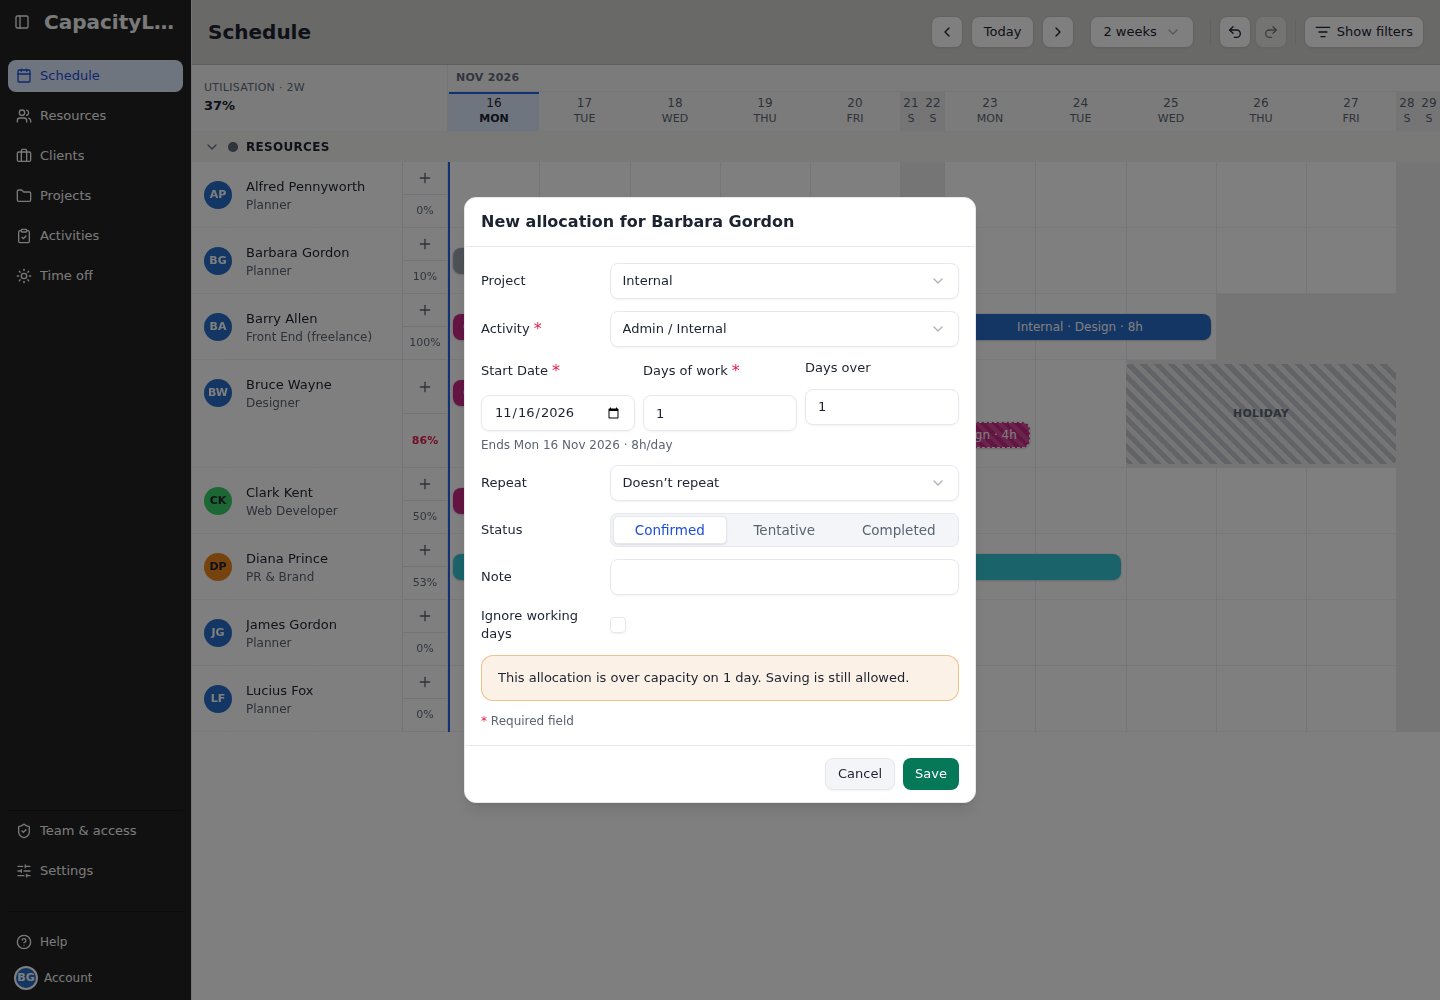 CapacityL...
Schedule
Resources
Clients
Projects
Activities
Time off
Team & access
Settings
Help
BG Account
Schedule
Today
2 weeks
Show filters
UTILISATION · 2W
37%
NOV 2026
16 17 18 19 20 21 22 23 24 25 26 27 28 29
MON TUE WED THU FRI S S MON TUE WED THU FRI S S
RESOURCES
AP Alfred Pennyworth
Planner
0%
BG Barbara Gordon
Planner
10%
BA Barry Allen
Front End (freelance)
100%
Internal · Design · 8h
BW Bruce Wayne
Designer
86%
gn · 4h
HOLIDAY
CK Clark Kent
Web Developer
50%
DP Diana Prince
PR & Brand
53%
JG James Gordon
Planner
0%
LF Lucius Fox
Planner
0%
New allocation for Barbara Gordon
Project Internal
Activity * Admin / Internal
Start Date * Days of work * Days over
11/16/2026 1 1
Ends Mon 16 Nov 2026 · 8h/day
Repeat Doesn’t repeat
Status Confirmed Tentative Completed
Note
Ignore working
days
This allocation is over capacity on 1 day. Saving is still allowed.
* Required field
Cancel Save